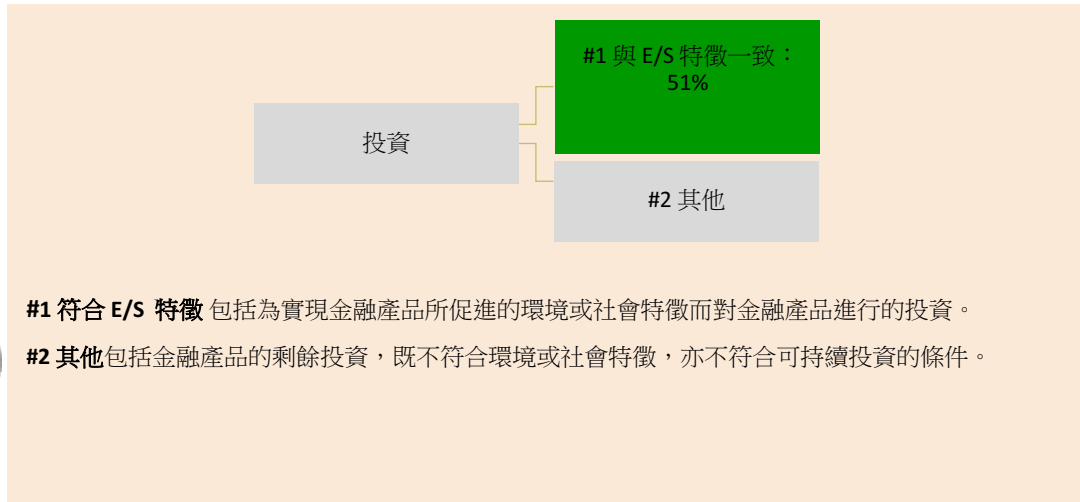 #1 與 E/S 特徵一致：
51%
投資
#2 其他
#1 符合 E/S 特徵 包括為實現金融產品所促進的環境或社會特徵而對金融產品進行的投資。
#2 其他包括金融產品的剩餘投資，既不符合環境或社會特徵，亦不符合可持續投資的條件。